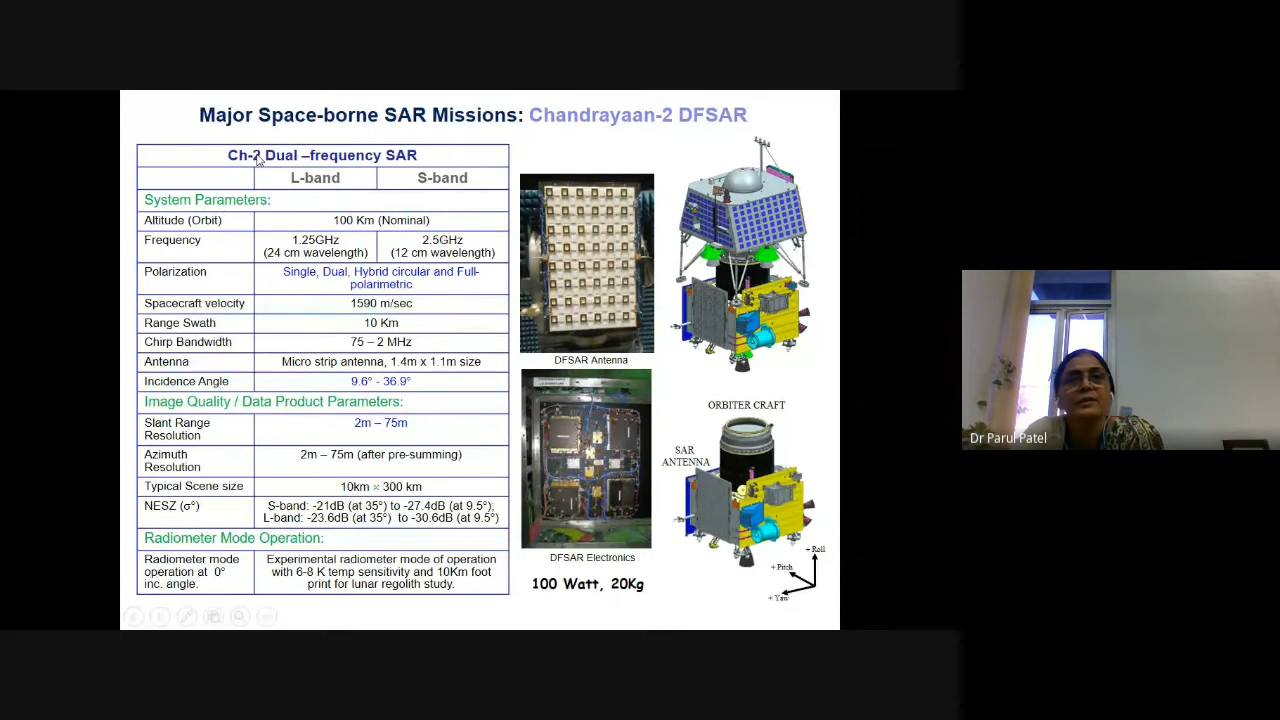 Major Space-borne SAR Missions: Chandrayaan-2 DFSAR
Ch-2 Dual –frequency SAR
L-band S-band
System Parameters:
Altitude (Orbit) 100 Km (Nominal)
Frequency 1.25GHz 2.5GHz
(24 cm wavelength) (12 cm wavelength)
Polarization Single, Dual, Hybrid circular and Full-
polarimetric
Spacecraft velocity 1590 m/sec
Range Swath 10 Km
Chirp Bandwidth 75 – 2 MHz
Antenna Micro strip antenna, 1.4m x 1.1m size
Incidence Angle 9.6° - 36.9°
Image Quality / Data Product Parameters:
Slant Range 2m – 75m
Resolution
Azimuth 2m – 75m (after pre-summing)
Resolution
Typical Scene size 10km × 300 km
NESZ (σ°) S-band: -21dB (at 35°) to -27.4dB (at 9.5°);
L-band: -23.6dB (at 35°) to -30.6dB (at 9.5°)
Radiometer Mode Operation:
Radiometer mode Experimental radiometer mode of operation
operation at 0° with 6-8 K temp sensitivity and 10Km foot
inc. angle. print for lunar regolith study.
DFSAR Antenna
DFSAR Electronics
100 Watt, 20Kg
ORBITER CRAFT
SAR
ANTENNA
+ Roll
+ Pitch
+ Yaw
Dr Parul Patel